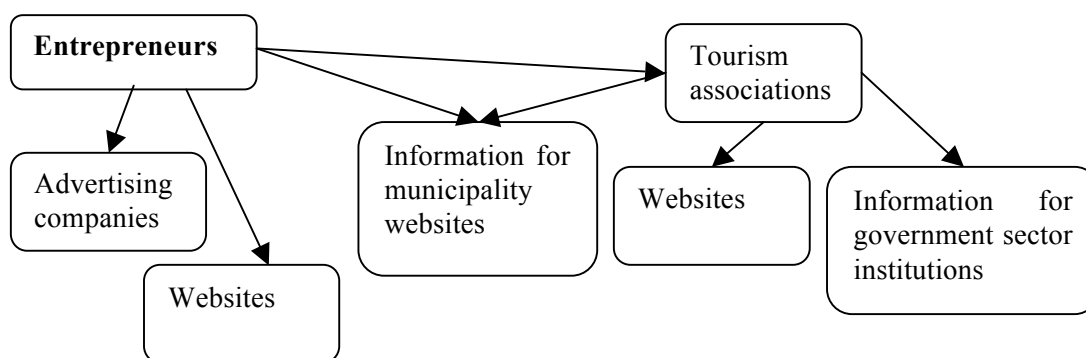 Entrepreneurs
Tourism
associations
Advertising
companies
Information for
municipality
websites
Websites
Information for
government sector
institutions
Websites